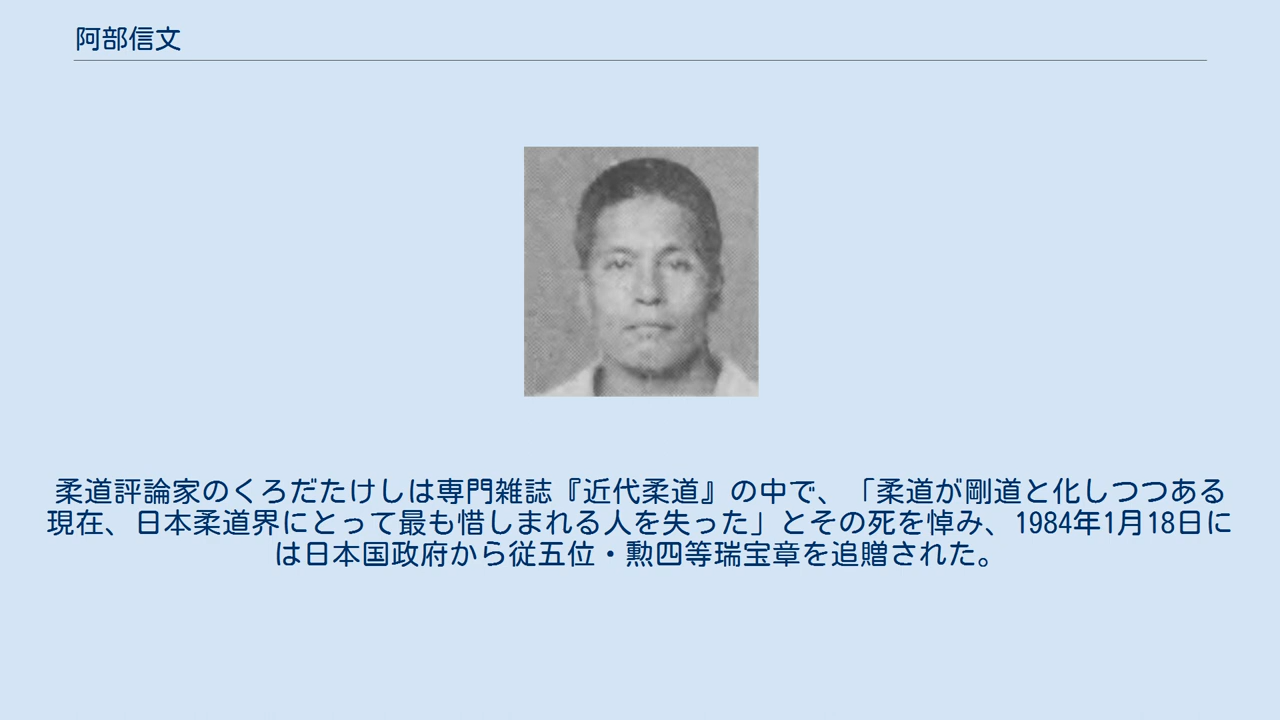 阿部信文
柔道評論家のくろだたけしは専門雑誌『近代柔道』の中で、「柔道が剛道と化しつつある
現在、日本柔道界にとって最も惜しまれる人を失った」とその死を悼み、1984年1月18日に
は日本国政府から従五位・勲四等瑞宝章を追贈された。